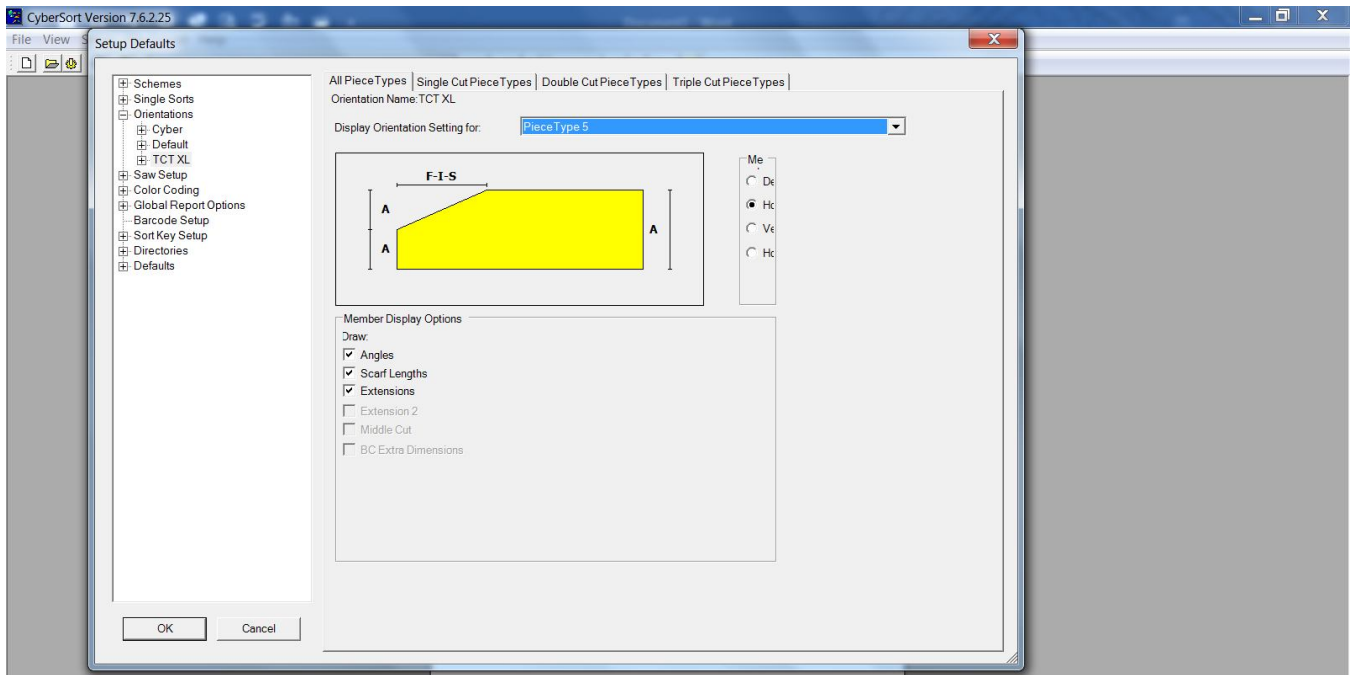 CyberSort Version 7.6.2.25
File View S
Setup Defaults
Schemes
Single Sorts
Orientations
Cyber
Default
TCT XL
Saw Setup
Color Coding
Global Report Options
Barcode Setup
Sort Key Setup
Directories
Defaults
OK Cancel
All PieceTypes Single Cut PieceTypes Double Cut PieceTypes Triple Cut PieceTypes
Orientation Name:TCT XL
Display Orientation Setting for: PieceType 5
F-I-S
A
A
A
Me
De
Ho
Ve
Ho
Member Display Options
Draw:
Angles
Scarf Lengths
Extensions
Extension 2
Middle Cut
BC Extra Dimensions